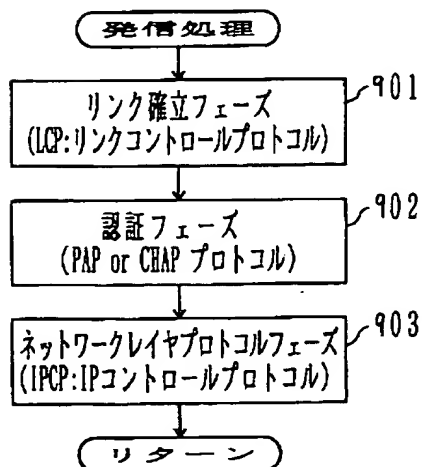 発信処理
リンク確立フェーズ
(LCP:リンクコントロールプロトコル)
901
認証フェーズ
(PAP or CHAP プロトコル)
902
ネットワークレイヤプロトコルフェーズ
(IPCP:IPコントロールプロトコル)
903
リターン